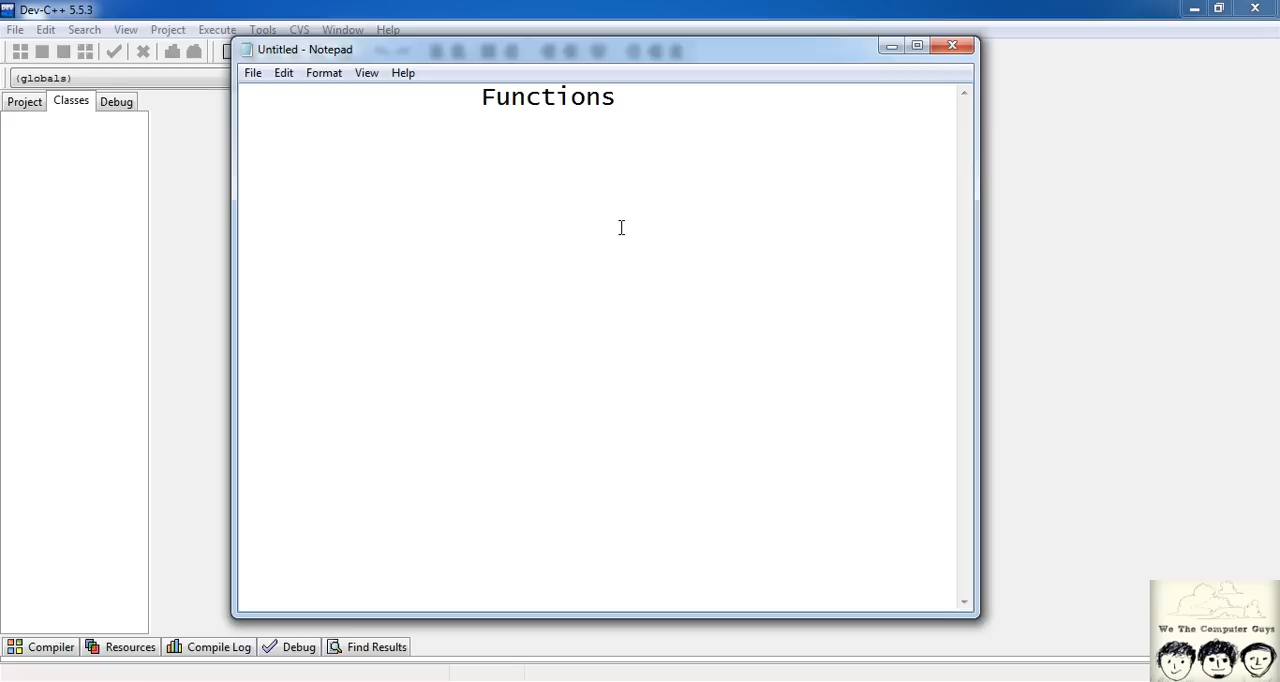 Dev-C++ 5.5.3
File Edit Search View Project Execute Tools CVS Window Help
Untitled - Notepad
(globals)
File Edit Format View Help
Project Classes Debug
Functions
Compiler Resources Compile Log Debug Find Results
We The Computer Guys